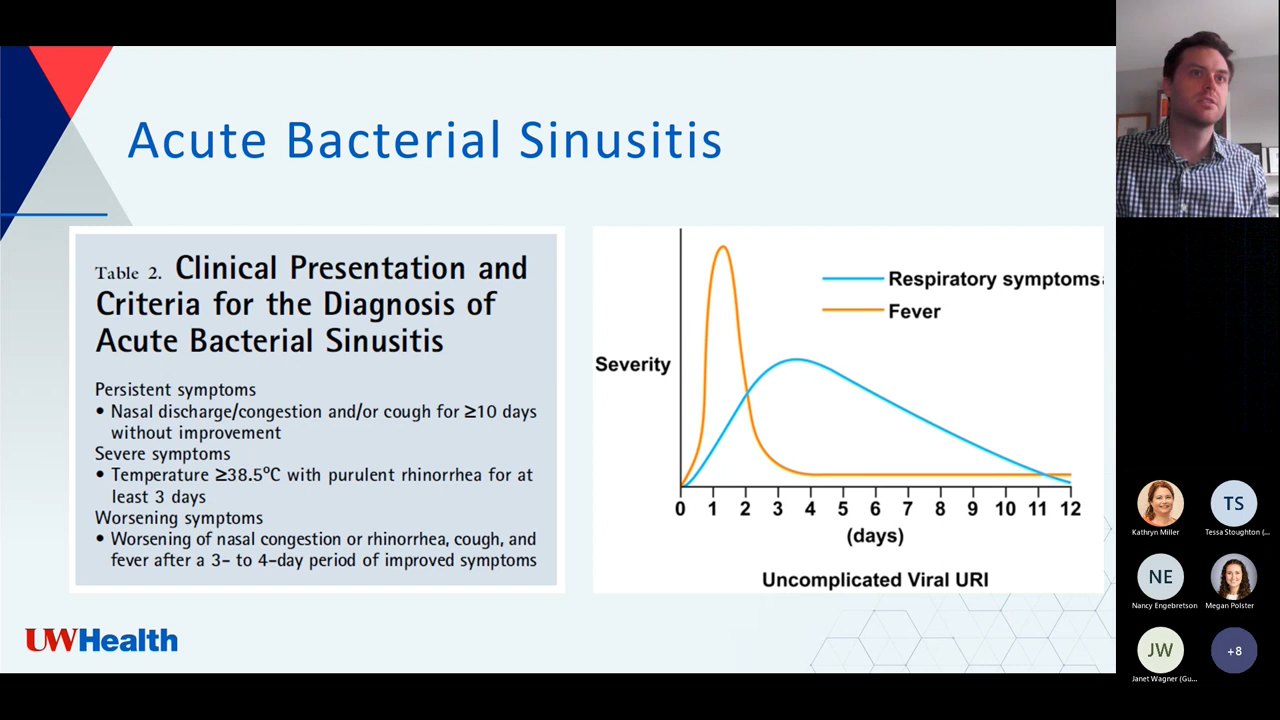 Acute Bacterial Sinusitis
Table 2. Clinical Presentation and
Criteria for the Diagnosis of
Acute Bacterial Sinusitis
Persistent symptoms
• Nasal discharge/congestion and/or cough for ≥10 days
without improvement
Severe symptoms
• Temperature ≥38.5°C with purulent rhinorrhea for at
least 3 days
Worsening symptoms
• Worsening of nasal congestion or rhinorrhea, cough, and
fever after a 3– to 4–day period of improved symptoms
Respiratory symptoms
Fever
Severity
0 1 2 3 4 5 6 7 8 9 10 11 12
(days)
Uncomplicated Viral URI
UWHealth
Kathryn Miller
TS
Tessa Stoughton (...
NE
Nancy Engebretson
Megan Polster
JW
Janet Wagner (Gu...
+8